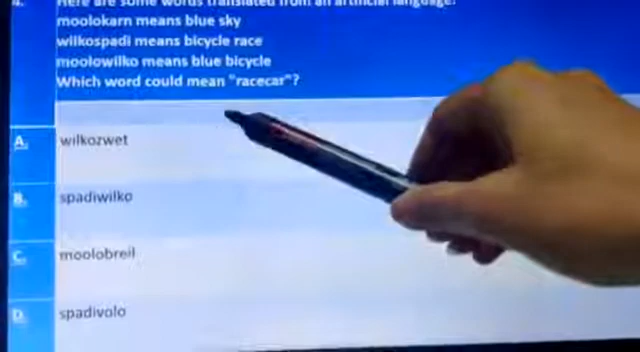 4. Here are some words translated from an artificial language.
moolokarn means blue sky
wilkospadi means bicycle race
moolowilko means blue bicycle
Which word could mean "racecar"?
A. wilkozwet
B. spadiwilko
C. moolobreil
D. spadivolo